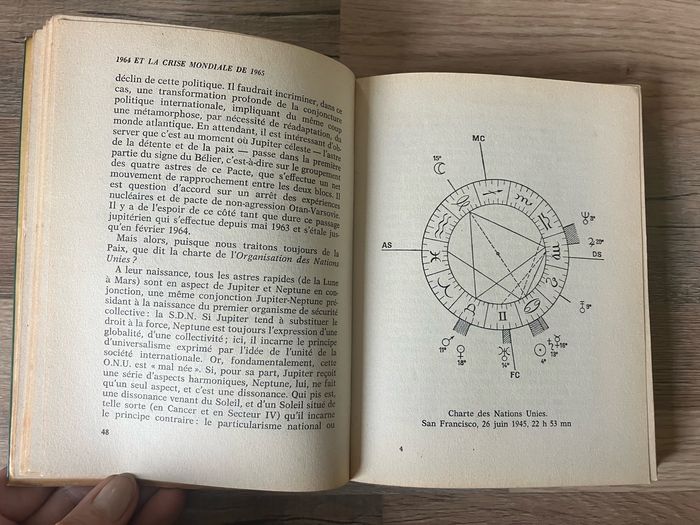 1964 ET LA CRISE MONDIALE DE 1965
déclin de cette politique. Il faudrait incriminer, dans ce
cas, une transformation profonde de la conjoncture
politique internationale, impliquant du même coup
une métamorphose, par nécessité de réadaptation, du
monde atlantique. En attendant, il est intéressant d'ob-
server que c'est au moment où Jupiter céleste — l'astre
de la détente et de la paix — passe dans la première
partie du signe du Bélier, c'est-à-dire sur le groupement
des quatre astres de ce Pacte, que s'effectue un net
mouvement de rapprochement entre les deux blocs. Il
est question d'accord sur un arrêt des expériences
nucléaires et de pacte de non-agression Otan-Varsovie.
Il y a de l'espoir de ce côté tant que dure ce passage
jupitérien qui s'effectue depuis mai 1963 et s'étale jus-
qu'en février 1964.
Mais alors, puisque nous traitons toujours de la
Paix, que dit la charte de l'Organisation des Nations
Unies ?
A leur naissance, tous les astres rapides (de la Lune
à Mars) sont en aspect de Jupiter et Neptune en con-
jonction, une même conjonction Jupiter-Neptune pré-
sidant à la naissance du premier organisme de sécurité
collective : la S.D.N. Si Jupiter tend à substituer le
droit à la force, Neptune est toujours l'expression d'une
globalité, d'une collectivité ; ici, il incarne le principe
d'universalisme exprimé par l'idée de l'unité de la
société internationale. Or, fondamentalement, cette
O.N.U. est « mal née ». Si, pour sa part, Jupiter reçoit
une série d'aspects harmoniques, Neptune, lui, ne fait
qu'un seul aspect, et c'est une dissonance. Qui pis est,
une dissonance venant du Soleil, et d'un Soleil situé de
telle sorte (en Cancer et en Secteur IV) qu'il incarne
le principe contraire : le particularisme national ou
48
MC
15°
AS
DS
20°
11°
18°
14°
4°
FC
Charte des Nations Unies.
San Francisco, 26 juin 1945, 22 h 53 mn
4